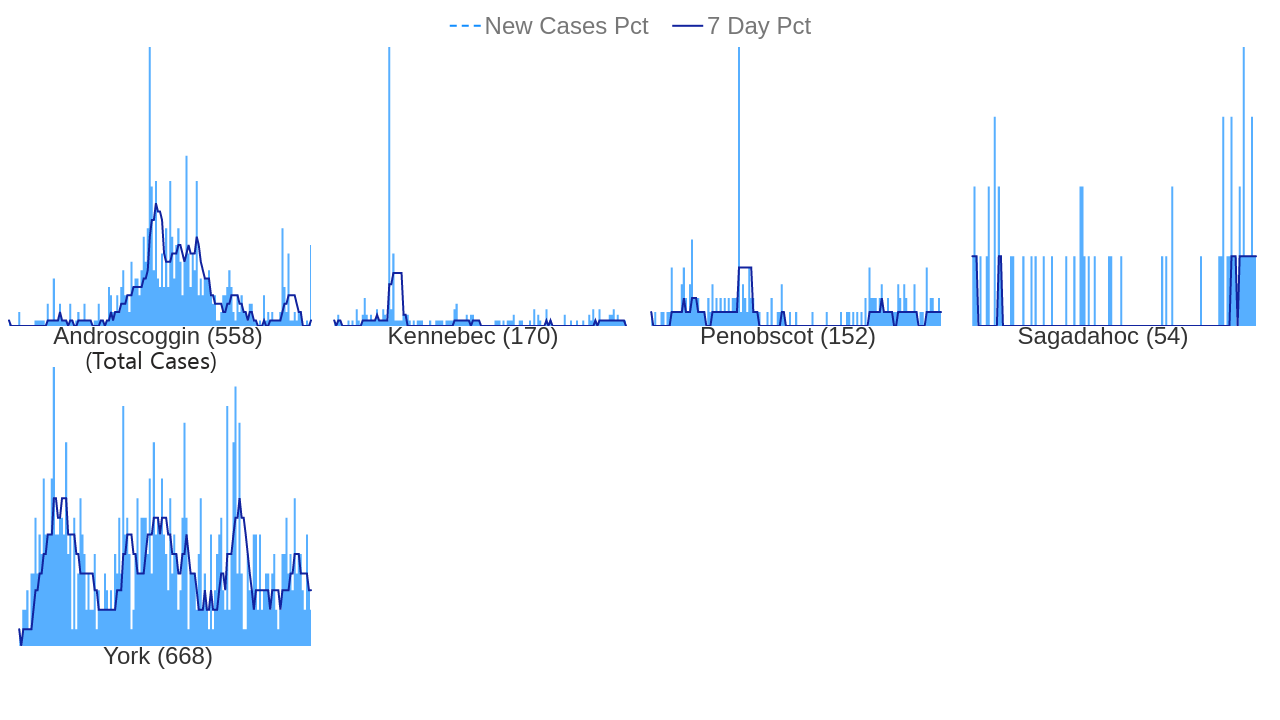 New Cases Pct 7 Day Pct
Androscoggin (558) Kennebec (170) Penobscot (152) Sagadahoc (54)
(Total Cases)
York (668)